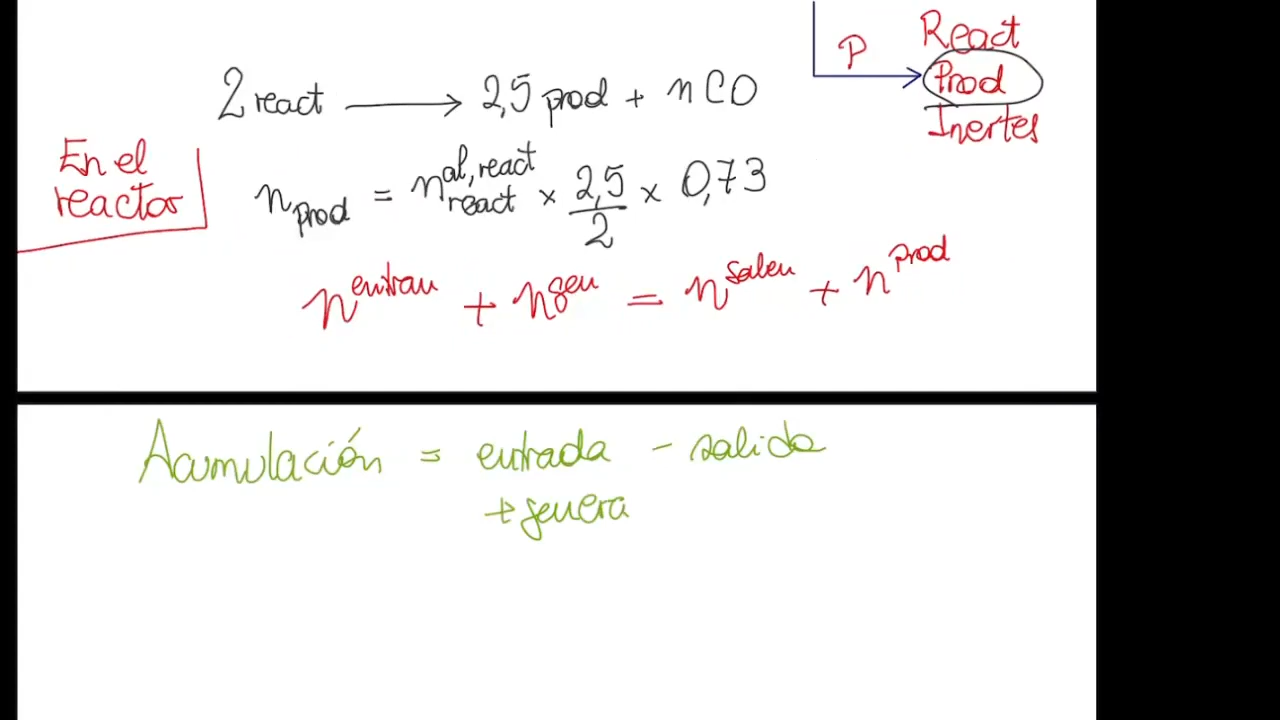 P
React
Prod
Inertes
2 react ⟶ 2,5 prod + n CO
En el
reactor
n_prod = n_react^al,react × 2,5/2 × 0,73
n^entran + n^gen = n^salen + n^prod
Acumulación = entrada - salida
+ genera